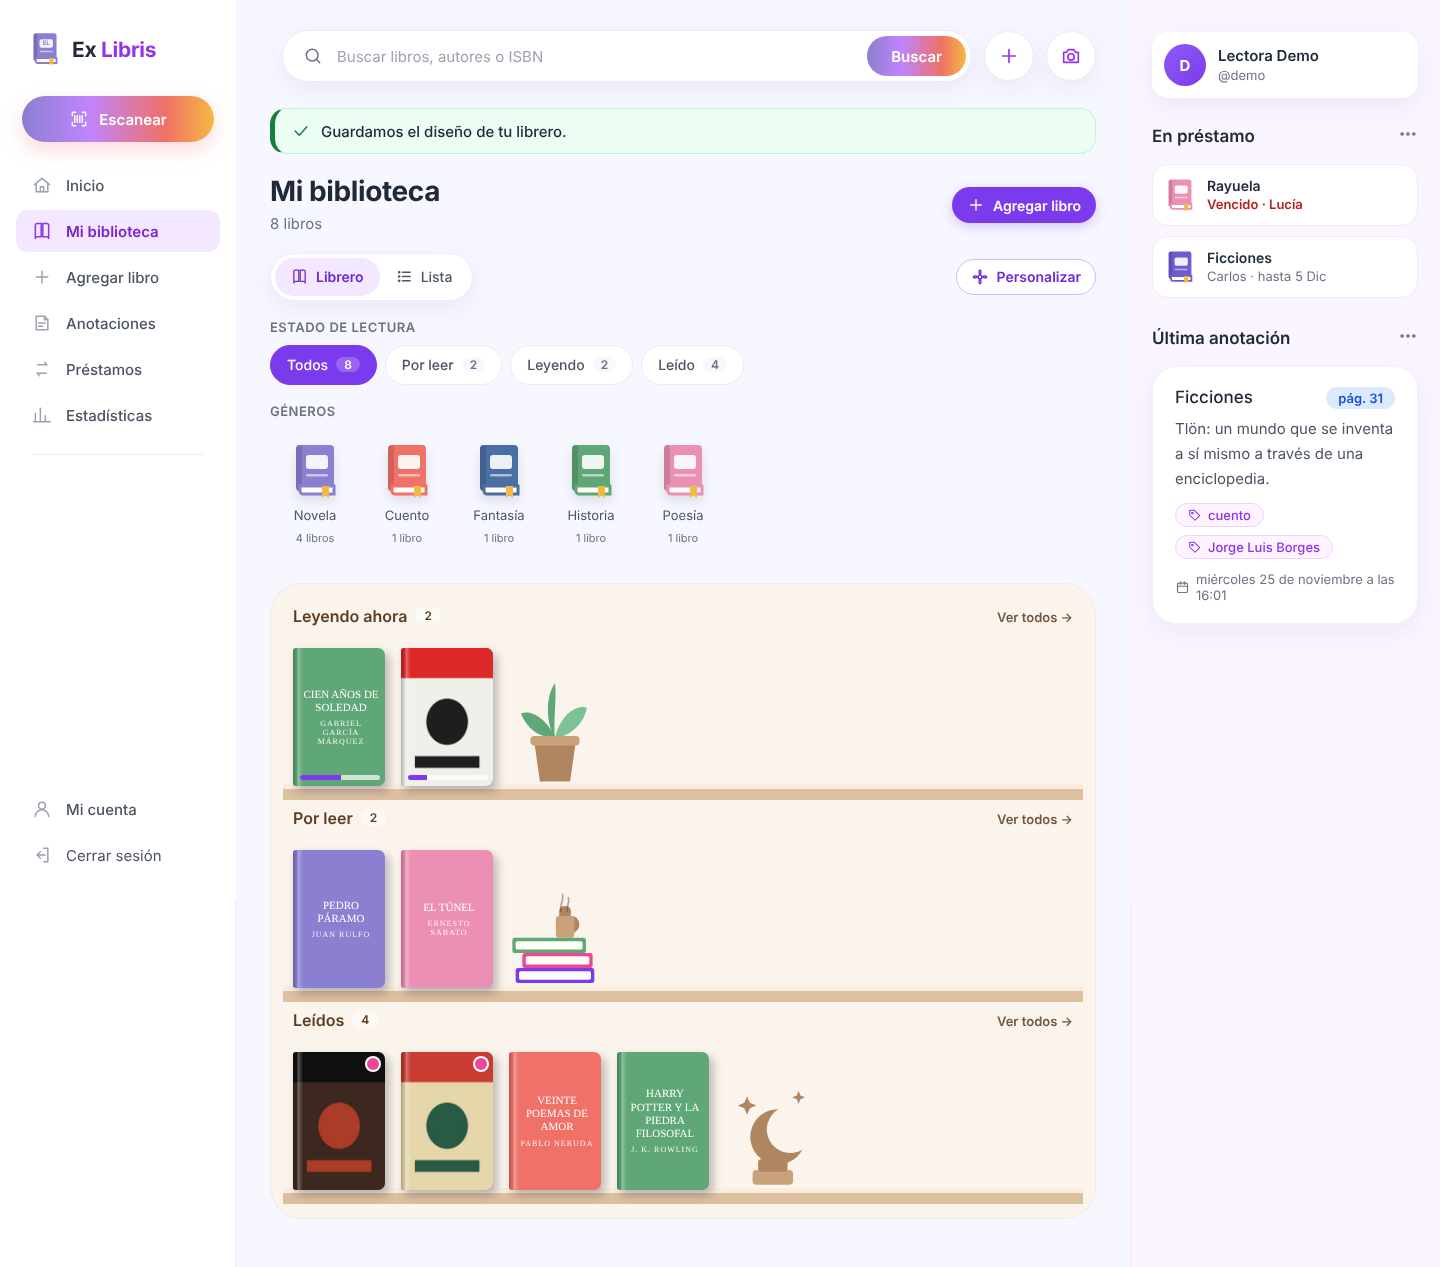 EL
Ex Libris
Escanear
Inicio
Mi biblioteca
Agregar libro
Anotaciones
Préstamos
Estadísticas
Mi cuenta
Cerrar sesión
Buscar libros, autores o ISBN
Buscar
Guardamos el diseño de tu librero.
Mi biblioteca
8 libros
Agregar libro
Librero
Lista
Personalizar
ESTADO DE LECTURA
Todos 8
Por leer 2
Leyendo 2
Leído 4
GÉNEROS
Novela
4 libros
Cuento
1 libro
Fantasía
1 libro
Historia
1 libro
Poesía
1 libro
Leyendo ahora 2
Ver todos →
CIEN AÑOS DE
SOLEDAD
GABRIEL
GARCÍA
MÁRQUEZ
Por leer 2
Ver todos →
PEDRO
PÁRAMO
JUAN RULFO
EL TÚNEL
ERNESTO
SABATO
Leídos 4
Ver todos →
VEINTE
POEMAS DE
AMOR
PABLO NERUDA
HARRY
POTTER Y LA
PIEDRA
FILOSOFAL
J. K. ROWLING
D
Lectora Demo
@demo
En préstamo
Rayuela
Vencido · Lucía
Ficciones
Carlos · hasta 5 Dic
Última anotación
Ficciones
pág. 31
Tlön: un mundo que se inventa
a sí mismo a través de una
enciclopedia.
cuento
Jorge Luis Borges
miércoles 25 de noviembre a las
16:01